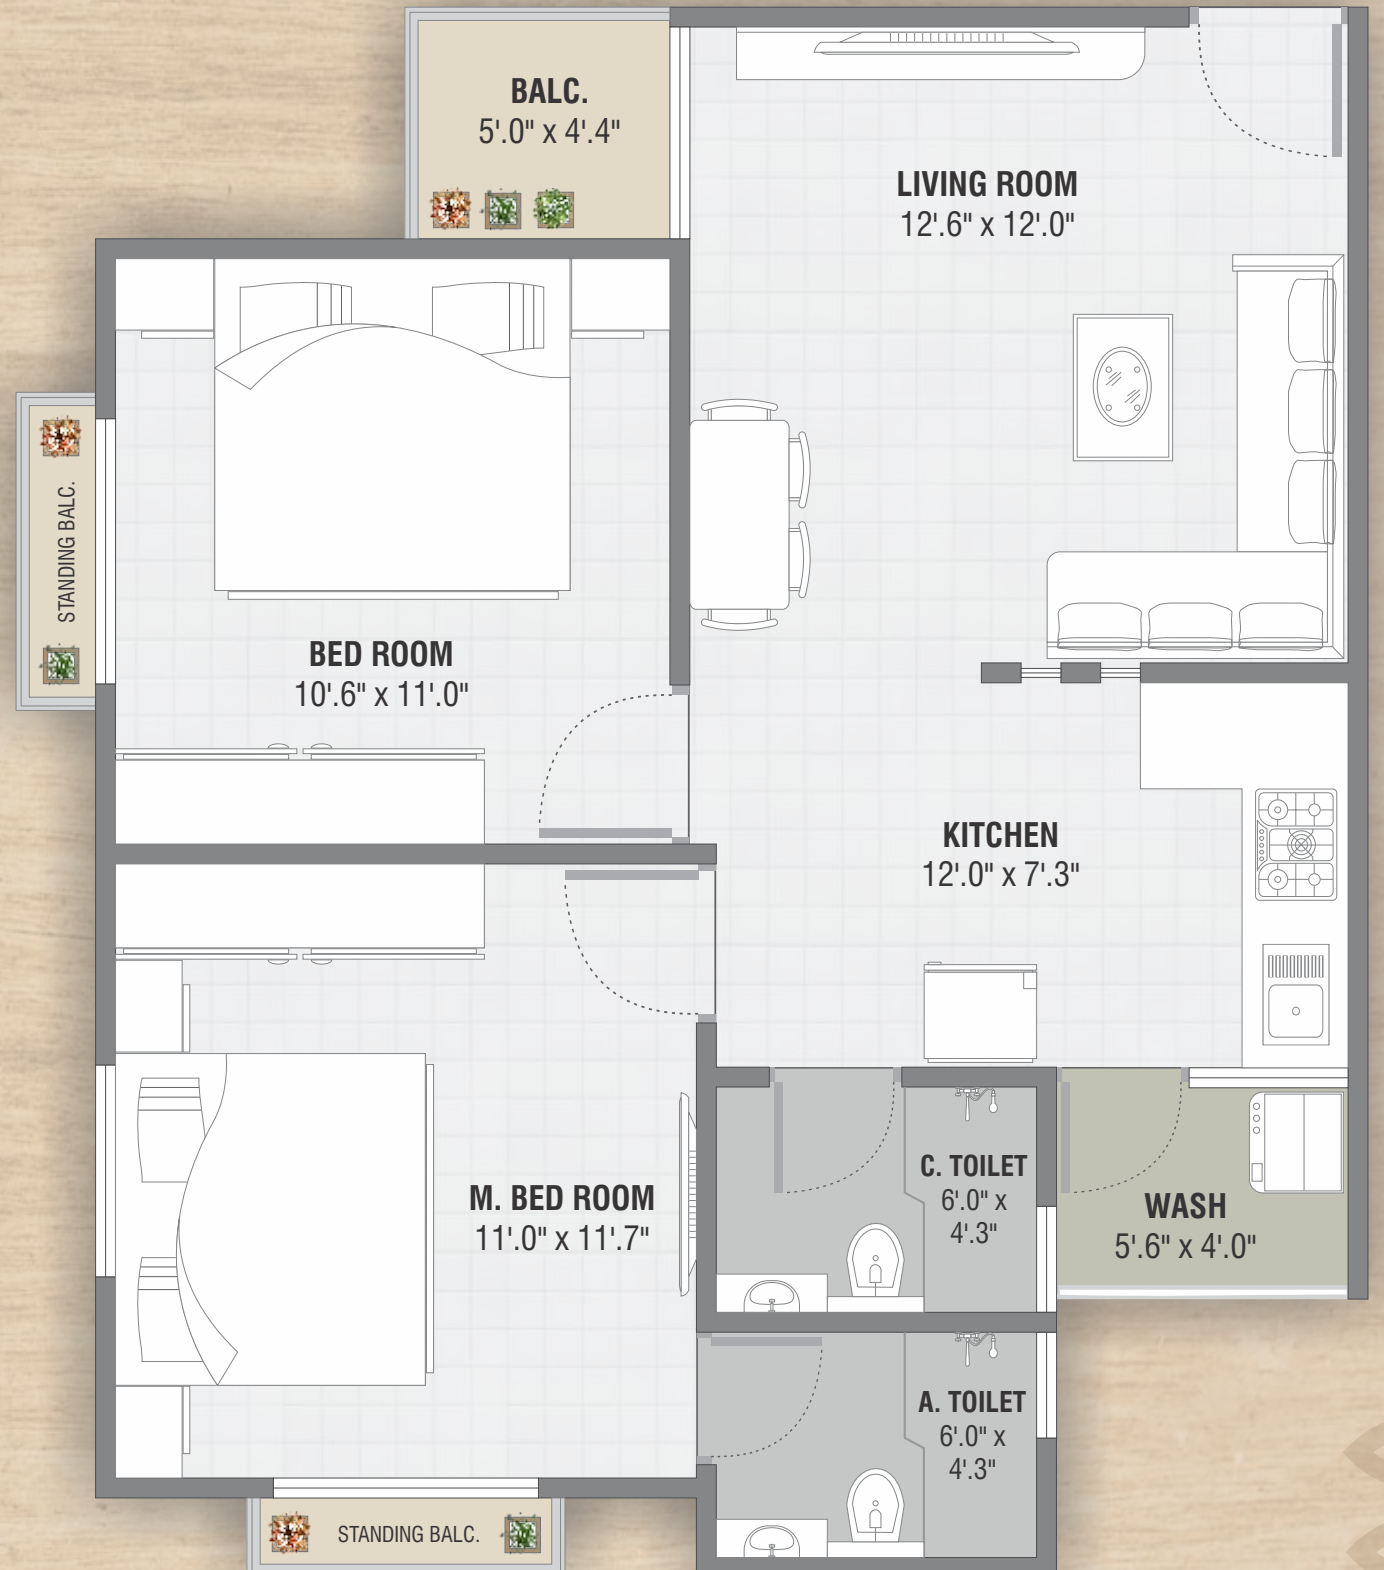 BALC.
5'.0" x 4'.4"
LIVING ROOM
12'.6" x 12'.0"
STANDING BALC.
BED ROOM
10'.6" x 11'.0"
KITCHEN
12'.0" x 7'.3"
M. BED ROOM
11'.0" x 11'.7"
C. TOILET
6'.0" x
4'.3"
WASH
5'.6" x 4'.0"
A. TOILET
6'.0" x
4'.3"
STANDING BALC.